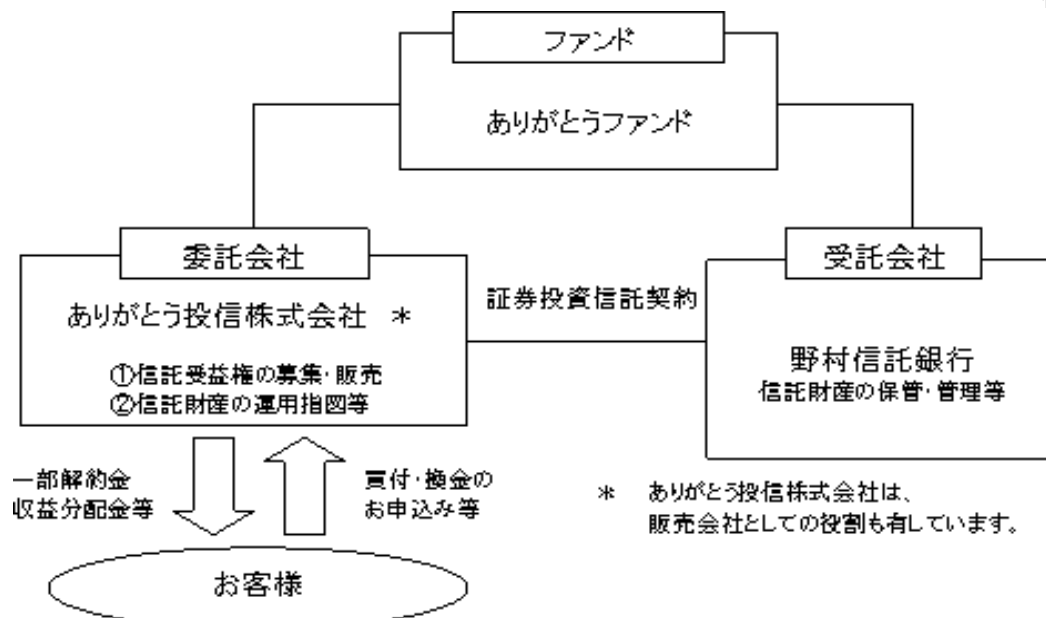 ファンド
ありがとうファンド
委託会社
ありがとう投信株式会社 *
①信託受益権の募集・販売
②信託財産の運用指図等
証券投資信託契約
受託会社
野村信託銀行
信託財産の保管・管理等
一部解約金
収益分配金等
買付・換金の
お申込み等
* ありがとう投信株式会社は、
販売会社としての役割も有しています。
お客様